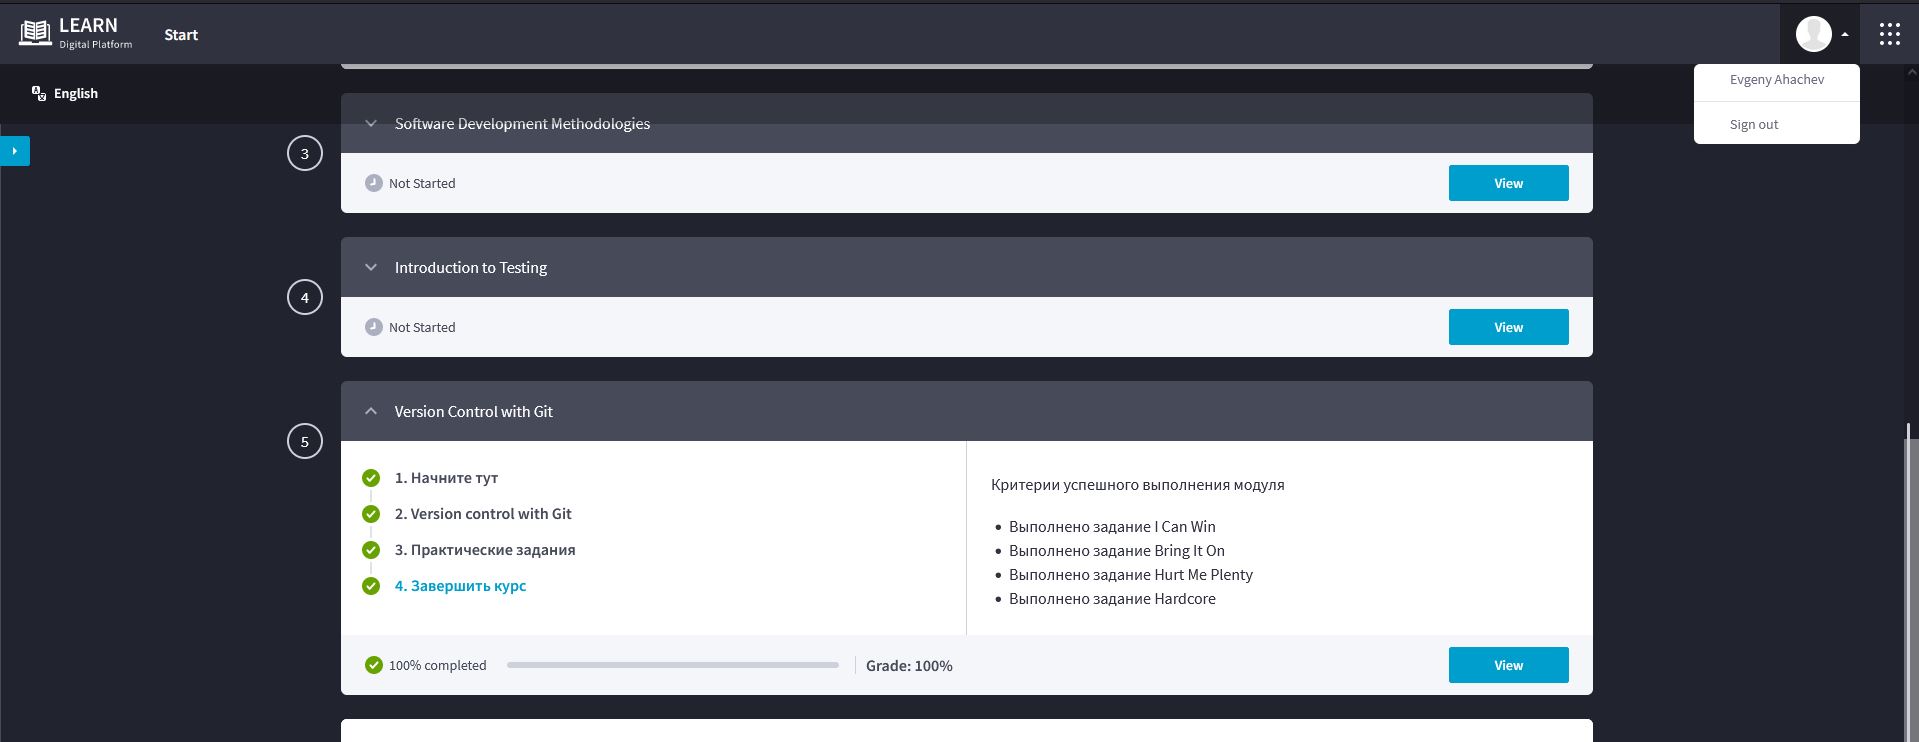 LEARN
Digital Platform
Start
English
Evgeny Ahachev
Sign out
3
Software Development Methodologies
Not Started
View
4
Introduction to Testing
Not Started
View
5
Version Control with Git
1. Начните тут
2. Version control with Git
3. Практические задания
4. Завершить курс
Критерии успешного выполнения модуля
• Выполнено задание I Can Win
• Выполнено задание Bring It On
• Выполнено задание Hurt Me Plenty
• Выполнено задание Hardcore
100% completed
Grade: 100%
View